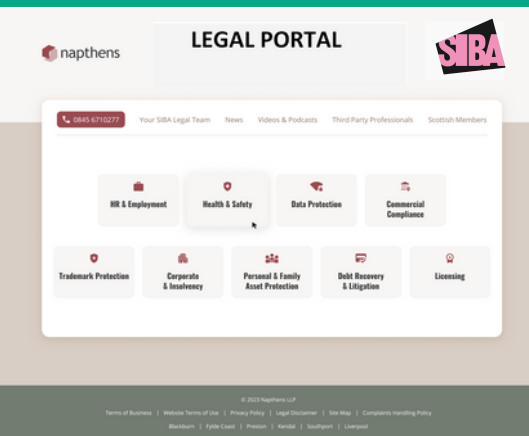 napthens
LEGAL PORTAL
SIBA
0845 6710277
Your SIBA Legal Team
News
Videos & Podcasts
Third Party Professionals
Scottish Members
HR & Employment
Health & Safety
Data Protection
Commercial
Compliance
Trademark Protection
Corporate
& Insolvency
Personal & Family
Asset Protection
Debt Recovery
& Litigation
Licensing
© 2023 Napthens LLP
Terms of Business | Website Terms of Use | Privacy Policy | Legal Disclaimer | Site Map | Complaints Handling Policy
Blackburn | Fylde Coast | Preston | Kendal | Southport | Liverpool